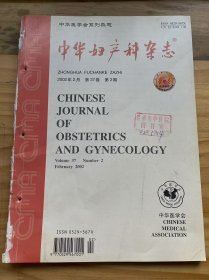 中华医学会系列杂志
中华妇产科杂志
ZHONGHUA FUCHANKE ZAZHI
2002年2月 第37卷 第2期
CHINESE
JOURNAL
OF
OBSTETRICS
AND GYNECOLOGY
Volume 37 Number 2
February 2002
ISSN 0529-567X
中华医学会
CHINESE
MEDICAL
ASSOCIATION